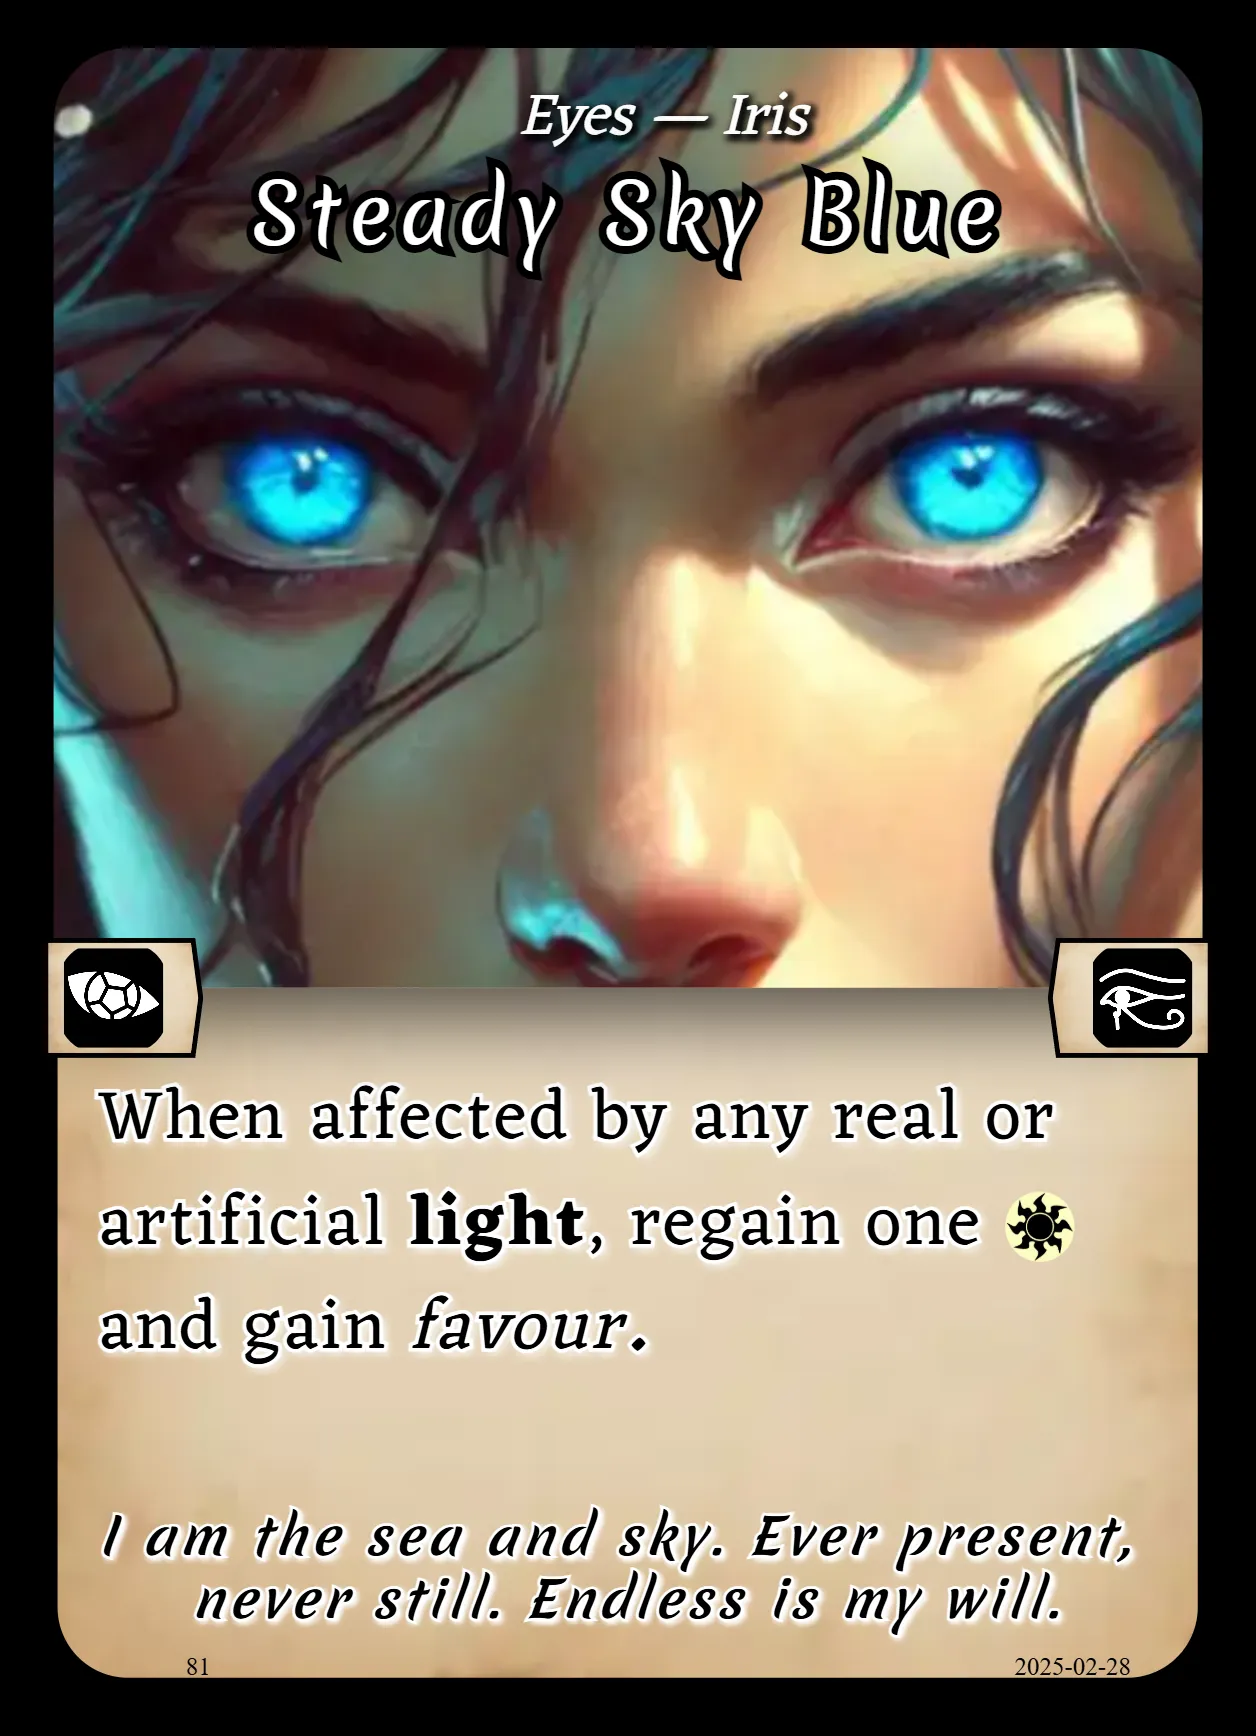 Eyes — Iris
Steady Sky Blue
When affected by any real or
artificial light, regain one
and gain favour.
I am the sea and sky. Ever present,
never still. Endless is my will.
81
2025-02-28